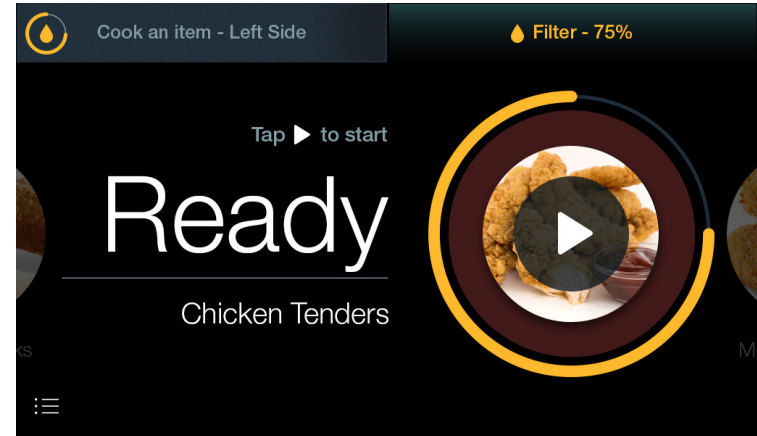 Cook an item - Left Side
Filter - 75%
Tap to start
Ready
Chicken Tenders